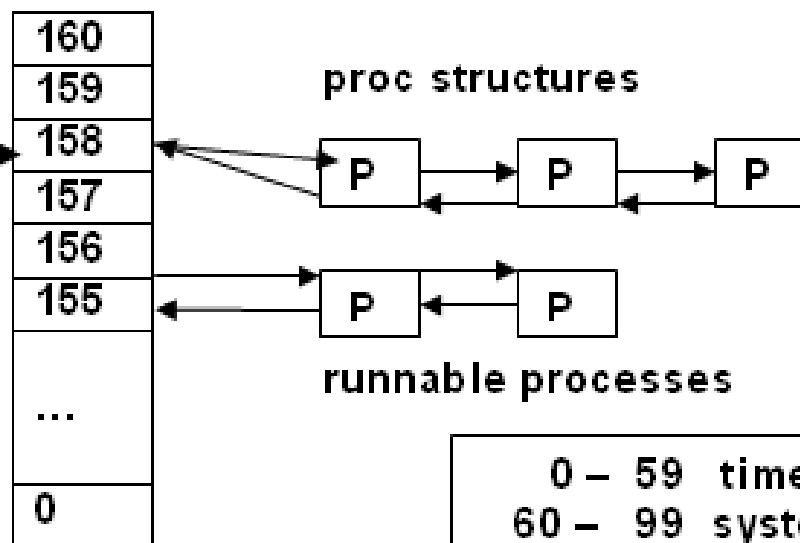 160
159
158
157
156
155
...
0
proc structures
P P P
P P
runnable processes
0 – 59
60 – 99